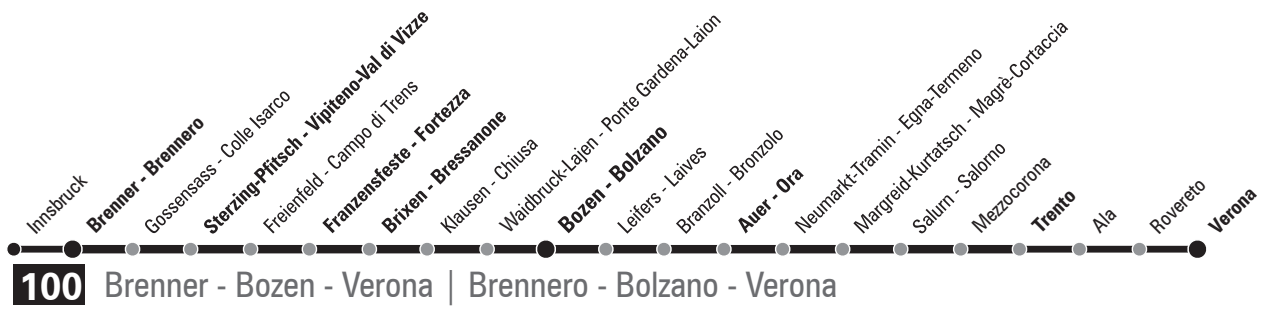 Innsbruck
Brenner - Brennero
Gossensass - Colle Isarco
Sterzing-Pfitsch - Vipiteno-Val di Vizze
Freienfeld - Campo di Trens
Franzensfeste - Fortezza
Brixen - Bressanone
Klausen - Chiusa
Waidbruck-Lajen - Ponte Gardena-Laion
Bozen - Bolzano
Leifers - Laives
Branzoll - Bronzolo
Auer - Ora
Neumarkt-Tramin - Egna-Termeno
Margreid-Kurtatsch - Magrè-Cortaccia
Salurn - Salorno
Mezzocorona
Trento
Ala
Rovereto
Verona
100 Brenner - Bozen - Verona | Brennero - Bolzano - Verona